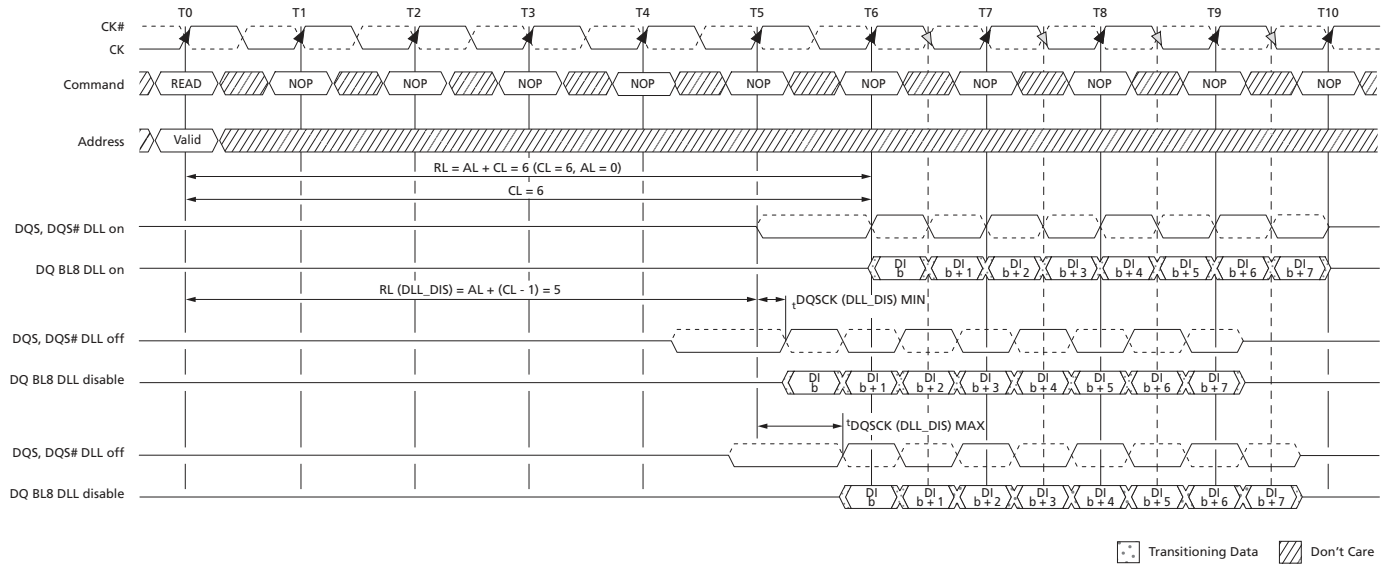 T0 T1 T2 T3 T4 T5 T6 T7 T8 T9 T10
CK#
CK
Command READ NOP NOP NOP NOP NOP NOP NOP NOP NOP NOP
Address Valid
RL = AL + CL = 6 (CL = 6, AL = 0)
CL = 6
DQS, DQS# DLL on
DQ BL8 DLL on DI b DI b + 1 DI b + 2 DI b + 3 DI b + 4 DI b + 5 DI b + 6 DI b + 7
RL (DLL_DIS) = AL + (CL - 1) = 5 tDQSCK (DLL_DIS) MIN
DQS, DQS# DLL off
DQ BL8 DLL disable DI b DI b + 1 DI b + 2 DI b + 3 DI b + 4 DI b + 5 DI b + 6 DI b + 7
tDQSCK (DLL_DIS) MAX
DQS, DQS# DLL off
DQ BL8 DLL disable DI b DI b + 1 DI b + 2 DI b + 3 DI b + 4 DI b + 5 DI b + 6 DI b + 7
Transitioning Data Don't Care